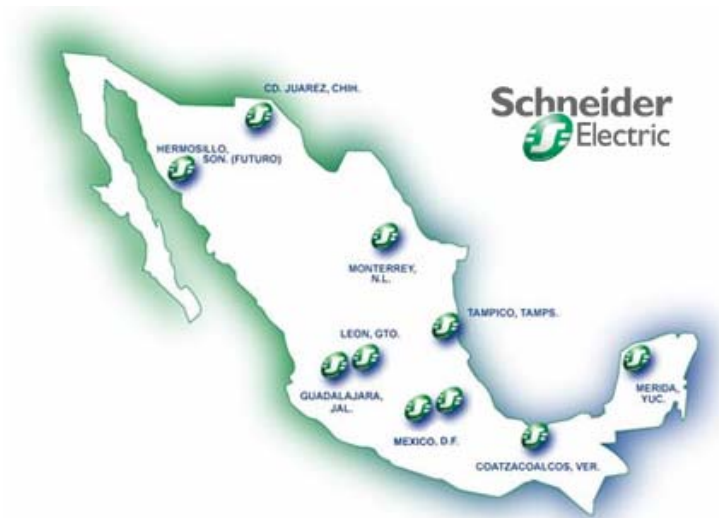 CD. JUAREZ, CHIH.
Schneider
Electric
HERMOSILLO,
SON. (FUTURO)
MONTERREY,
N.L.
TAMPICO, TAMPS.
LEON, GTO.
GUADALAJARA,
JAL.
MERIDA,
YUC.
MEXICO, D.F.
COATZACOALCOS, VER.